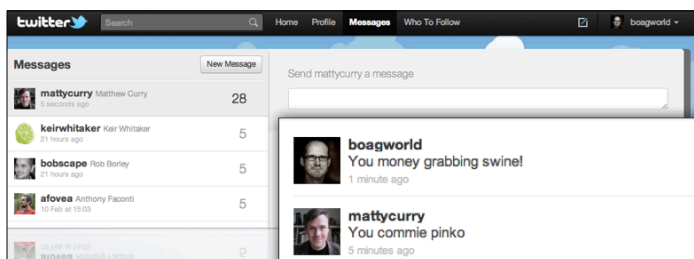 twitter
Search
Home Profile Messages Who To Follow
boagworld
Messages
New Message
mattycurry Matthew Curry
5 seconds ago
28
keirwhitaker Keir Whitaker
21 hours ago
5
bobscape Rob Borley
21 hours ago
5
afovea Anthony Faconti
10 Feb at 15:03
5
Send mattycurry a message
boagworld
You money grabbing swine!
1 minute ago
mattycurry
You commie pinko
5 minutes ago